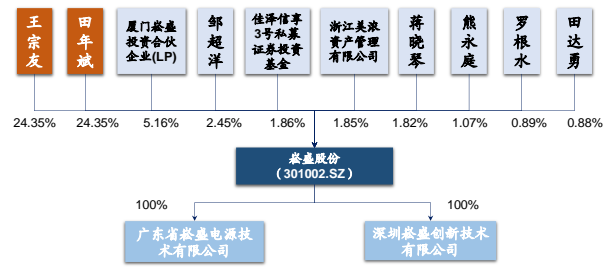 王宗友
田年斌
厦门崧盛
投资合伙
企业(LP)
邹超洋
佳泽信享
3号私募
证券投资
基金
浙江美浓
资产管理
有限公司
蒋晓琴
熊永庭
罗根水
田达勇
24.35%
24.35%
5.16%
2.45%
1.86%
1.85%
1.82%
1.07%
0.89%
0.88%
崧盛股份
（301002.SZ）
100%
100%
广东省崧盛电源技
术有限公司
深圳崧盛创新技术
有限公司